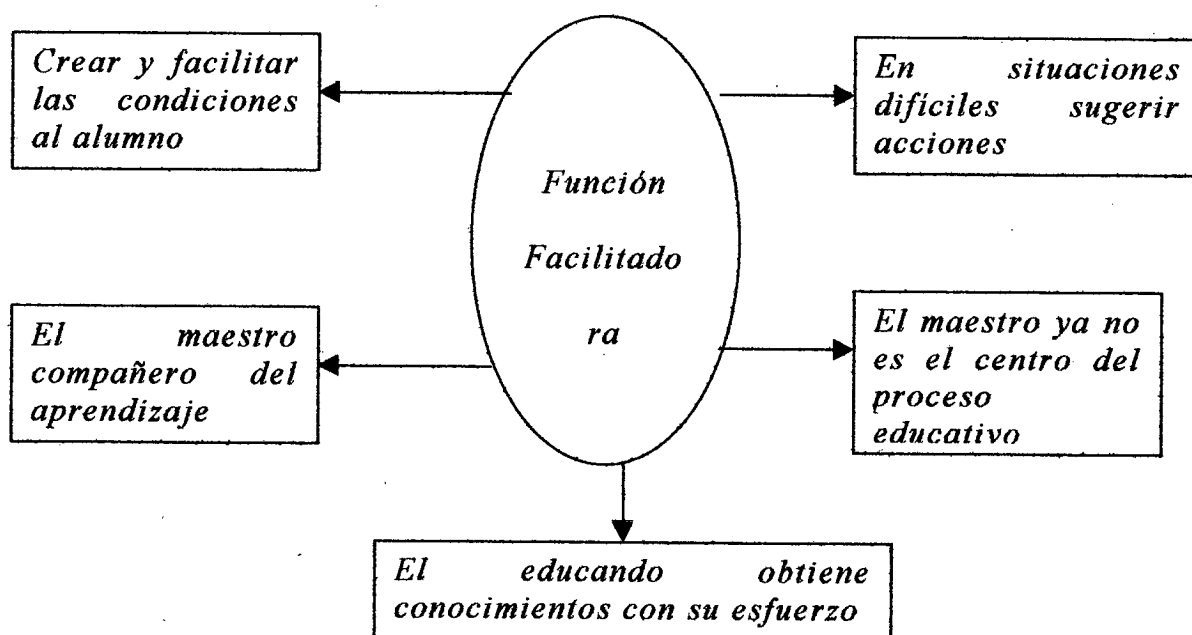 Crear y facilitar
las condiciones
al alumno
En situaciones
difíciles sugerir
acciones
Función
Facilitado
ra
El maestro
compañero del
aprendizaje
El maestro ya no
es el centro del
proceso
educativo
El educando obtiene
conocimientos con su esfuerzo